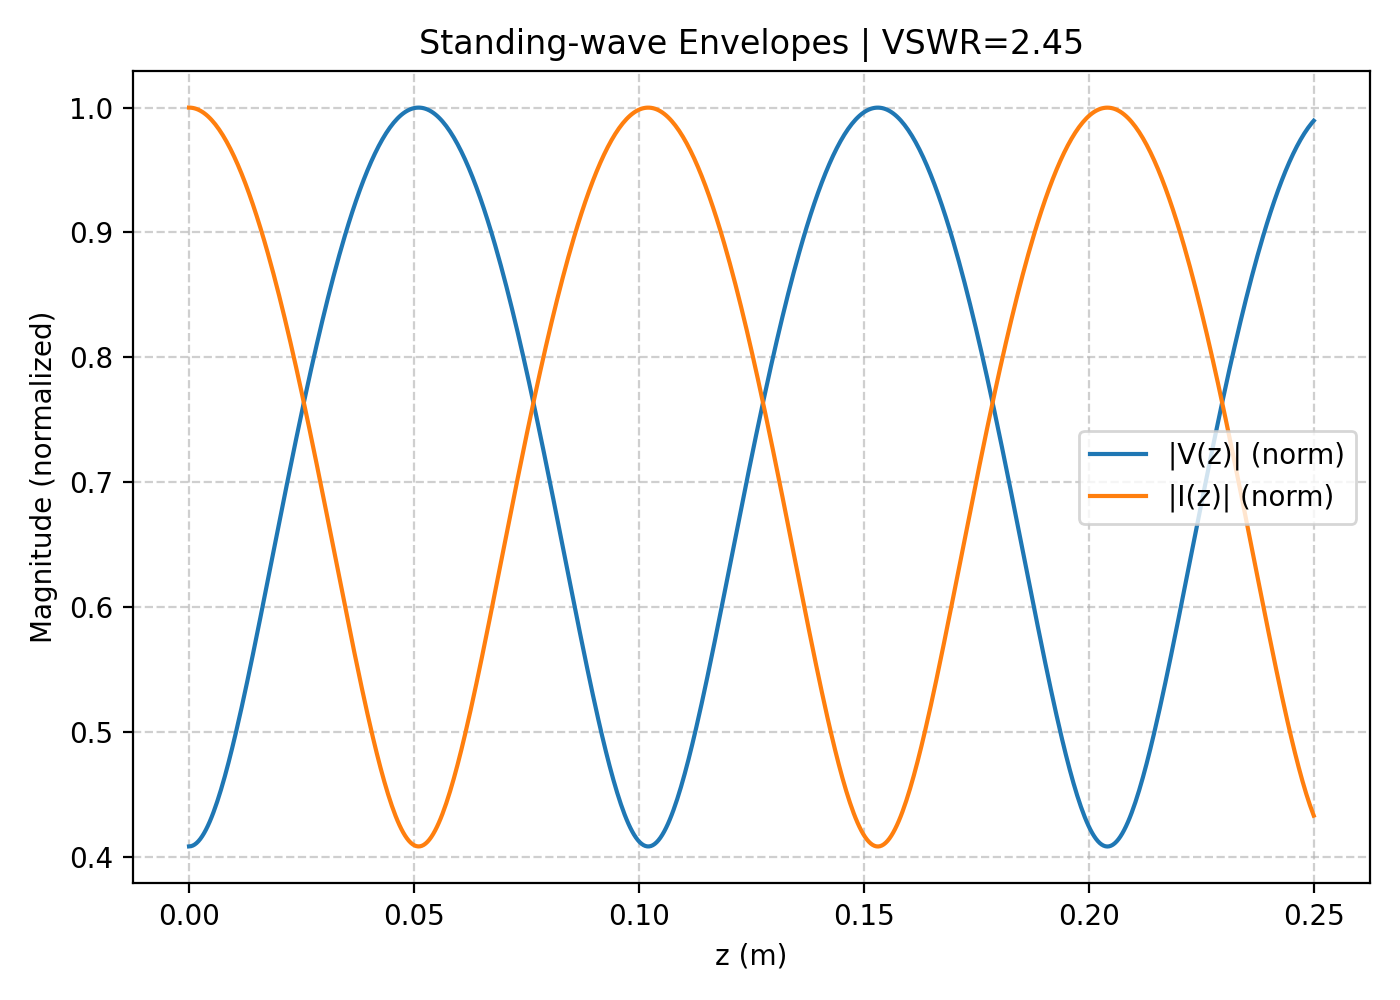 Standing-wave Envelopes | VSWR=2.45
Magnitude (normalized)
1.0
0.9
0.8
0.7
0.6
0.5
0.4
|V(z)| (norm)
|I(z)| (norm)
0.00 0.05 0.10 0.15 0.20 0.25
z (m)